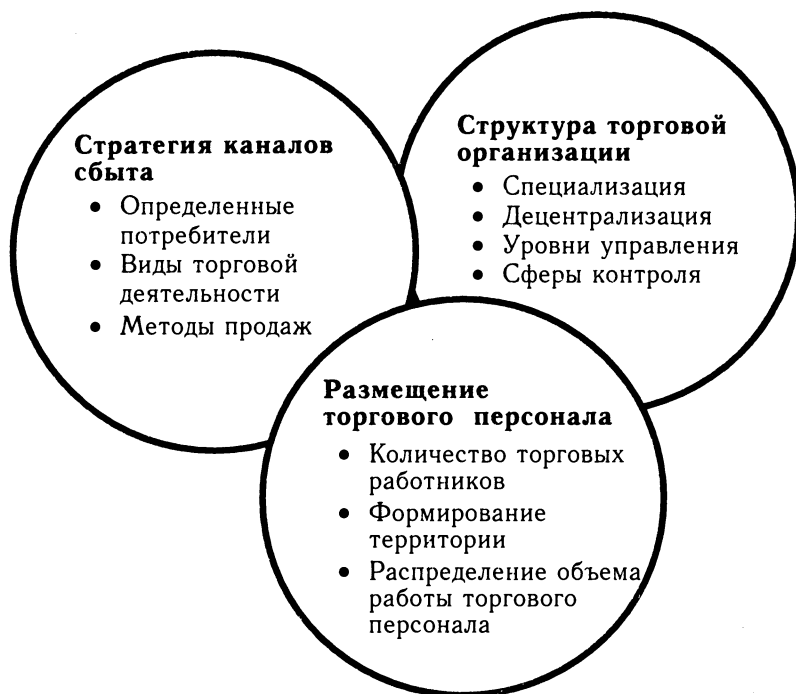 Стратегия каналов
сбыта
• Определенные
потребители
• Виды торговой
деятельности
• Методы продаж
Структура торговой
организации
• Специализация
• Децентрализация
• Уровни управления
• Сферы контроля
Размещение
торгового персонала
• Количество торговых
работников
• Формирование
территории
• Распределение объема
работы торгового
персонала